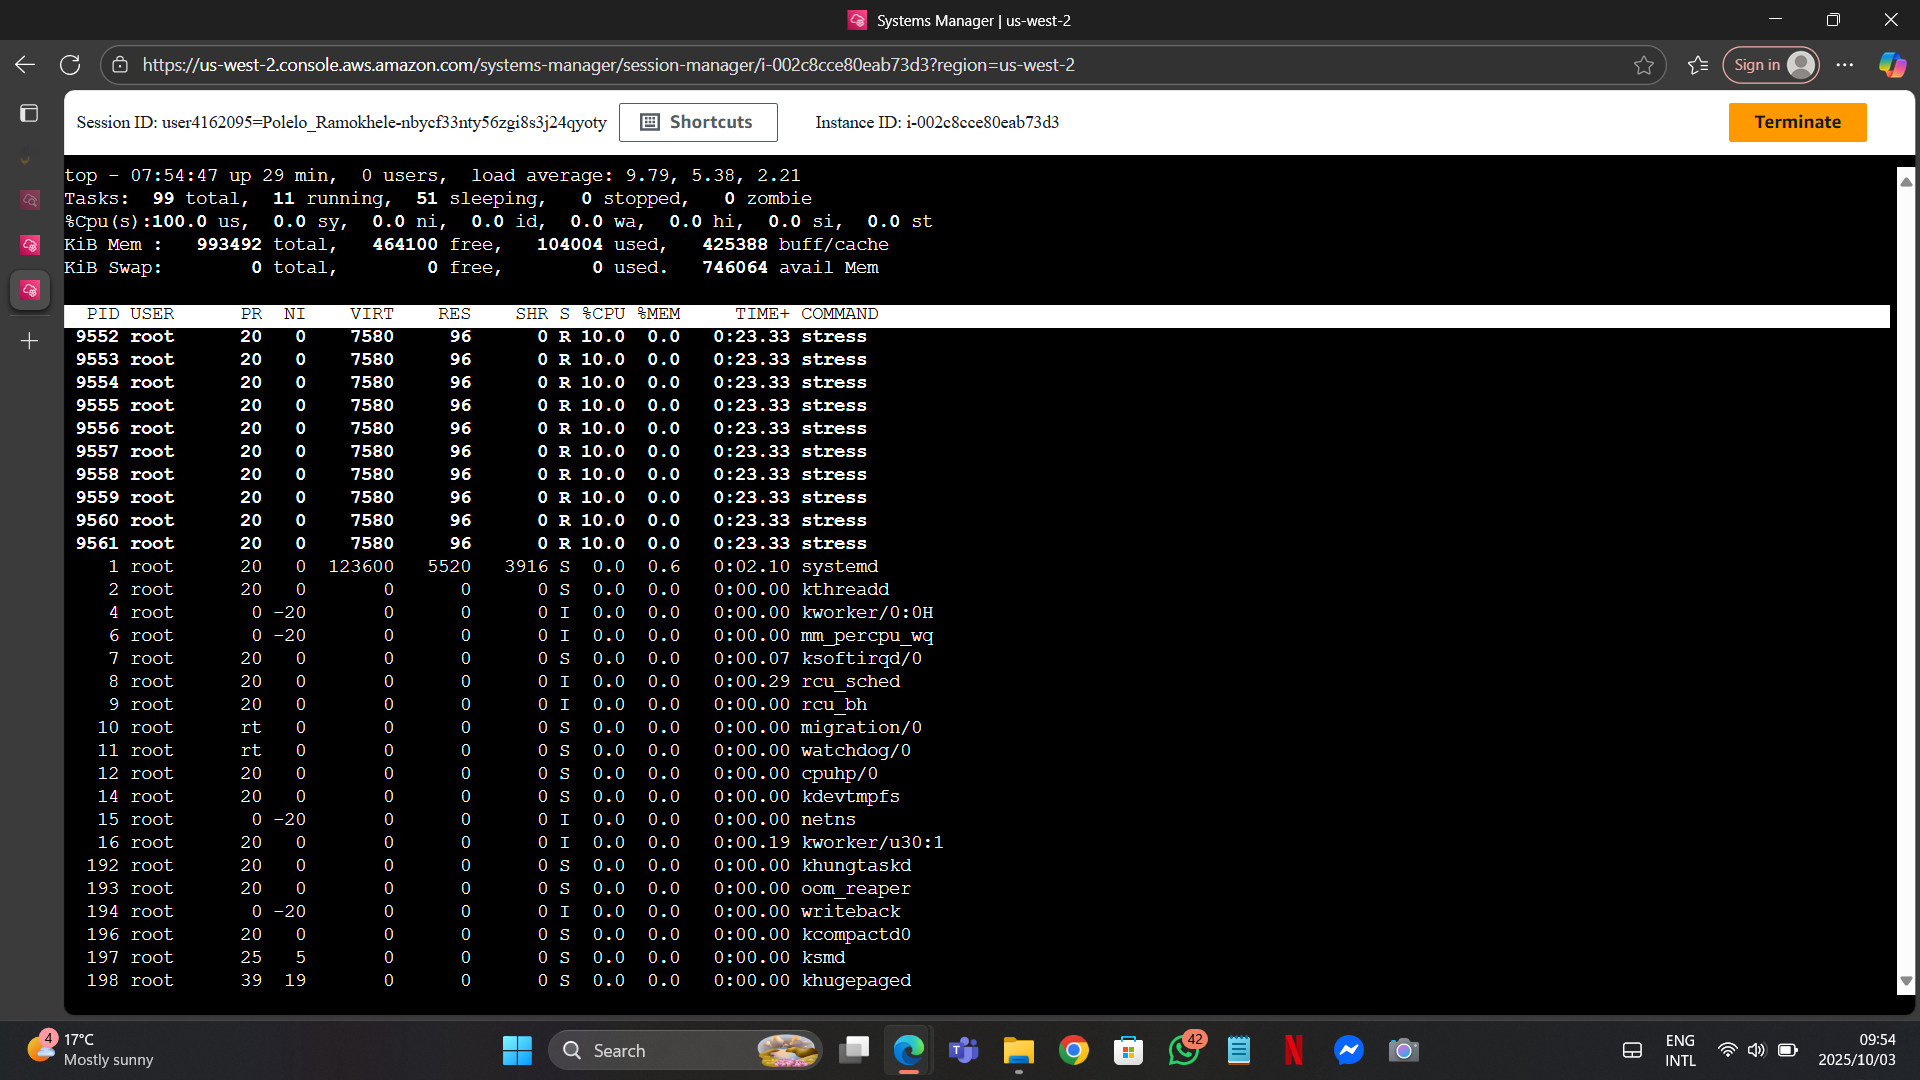 Systems Manager | us-west-2
https://us-west-2.console.aws.amazon.com/systems-manager/session-manager/i-002c8cce80eab73d3?region=us-west-2
Sign in
Session ID: user4162095=Polelo_Ramokhele-nbycf33nty56zgi8s3j24qyoty
Shortcuts
Instance ID: i-002c8cce80eab73d3
Terminate
top - 07:54:47 up 29 min,  0 users,  load average: 9.79, 5.38, 2.21
Tasks:  99 total,  11 running,  51 sleeping,   0 stopped,   0 zombie
%Cpu(s):100.0 us,  0.0 sy,  0.0 ni,  0.0 id,  0.0 wa,  0.0 hi,  0.0 si,  0.0 st
KiB Mem :   993492 total,   464100 free,   104004 used,   425388 buff/cache
KiB Swap:        0 total,        0 free,        0 used.   746064 avail Mem
PID USER      PR  NI    VIRT    RES    SHR S %CPU %MEM     TIME+ COMMAND
9552 root      20   0    7580     96      0 R 10.0  0.0   0:23.33 stress
9553 root      20   0    7580     96      0 R 10.0  0.0   0:23.33 stress
9554 root      20   0    7580     96      0 R 10.0  0.0   0:23.33 stress
9555 root      20   0    7580     96      0 R 10.0  0.0   0:23.33 stress
9556 root      20   0    7580     96      0 R 10.0  0.0   0:23.33 stress
9557 root      20   0    7580     96      0 R 10.0  0.0   0:23.33 stress
9558 root      20   0    7580     96      0 R 10.0  0.0   0:23.33 stress
9559 root      20   0    7580     96      0 R 10.0  0.0   0:23.33 stress
9560 root      20   0    7580     96      0 R 10.0  0.0   0:23.33 stress
9561 root      20   0    7580     96      0 R 10.0  0.0   0:23.33 stress
1 root      20   0  123600   5520   3916 S  0.0  0.6   0:02.10 systemd
2 root      20   0       0      0      0 S  0.0  0.0   0:00.00 kthreadd
4 root       0 -20       0      0      0 I  0.0  0.0   0:00.00 kworker/0:0H
6 root       0 -20       0      0      0 I  0.0  0.0   0:00.00 mm_percpu_wq
7 root      20   0       0      0      0 S  0.0  0.0   0:00.07 ksoftirqd/0
8 root      20   0       0      0      0 I  0.0  0.0   0:00.29 rcu_sched
9 root      20   0       0      0      0 I  0.0  0.0   0:00.00 rcu_bh
10 root      rt   0       0      0      0 S  0.0  0.0   0:00.00 migration/0
11 root      rt   0       0      0      0 S  0.0  0.0   0:00.00 watchdog/0
12 root      20   0       0      0      0 S  0.0  0.0   0:00.00 cpuhp/0
14 root      20   0       0      0      0 S  0.0  0.0   0:00.00 kdevtmpfs
15 root       0 -20       0      0      0 I  0.0  0.0   0:00.00 netns
16 root      20   0       0      0      0 I  0.0  0.0   0:00.19 kworker/u30:1
192 root      20   0       0      0      0 S  0.0  0.0   0:00.00 khungtaskd
193 root      20   0       0      0      0 S  0.0  0.0   0:00.00 oom_reaper
194 root       0 -20       0      0      0 I  0.0  0.0   0:00.00 writeback
196 root      20   0       0      0      0 S  0.0  0.0   0:00.00 kcompactd0
197 root      25   5       0      0      0 S  0.0  0.0   0:00.00 ksmd
198 root      39  19       0      0      0 S  0.0  0.0   0:00.00 khugepaged
4
17°C
Mostly sunny
Search
42
ENG
INTL
09:54
2025/10/03